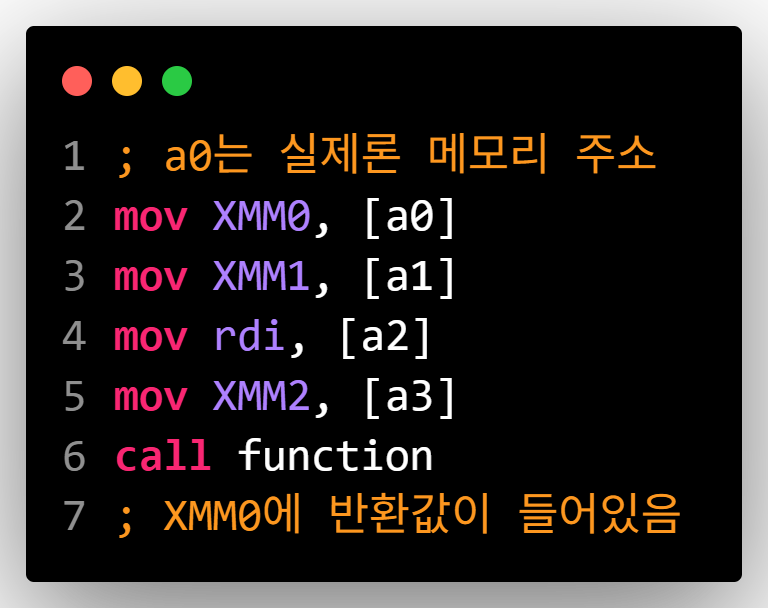 1 ; a0는 실제론 메모리 주소
2 mov XMM0, [a0]
3 mov XMM1, [a1]
4 mov rdi, [a2]
5 mov XMM2, [a3]
6 call function
7 ; XMM0에 반환값이 들어있음